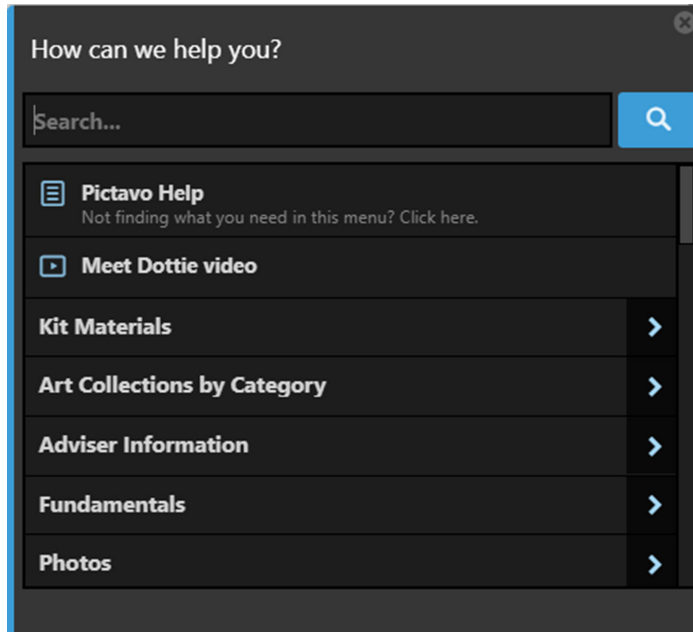 How can we help you?
Search...
Pictavo Help
Not finding what you need in this menu? Click here.
Meet Dottie video
Kit Materials
Art Collections by Category
Adviser Information
Fundamentals
Photos